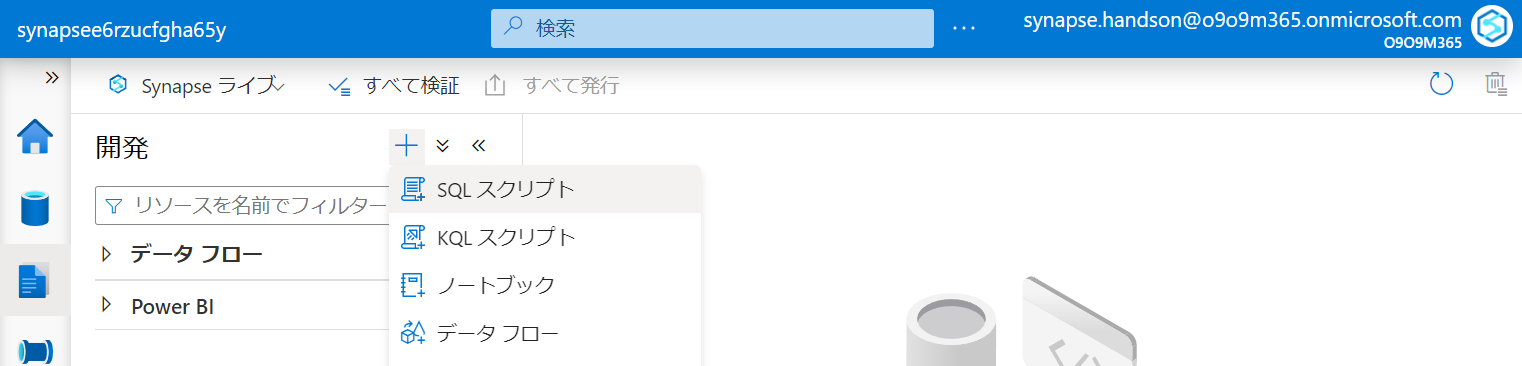 synapsee6rzucfgha65y
検索
synapse.handson@o9o9m365.onmicrosoft.com
O9O9M365
Synapse ライブ
すべて検証
すべて発行
開発
リソースを名前でフィルター
データ フロー
Power BI
SQL スクリプト
KQL スクリプト
ノートブック
データ フロー